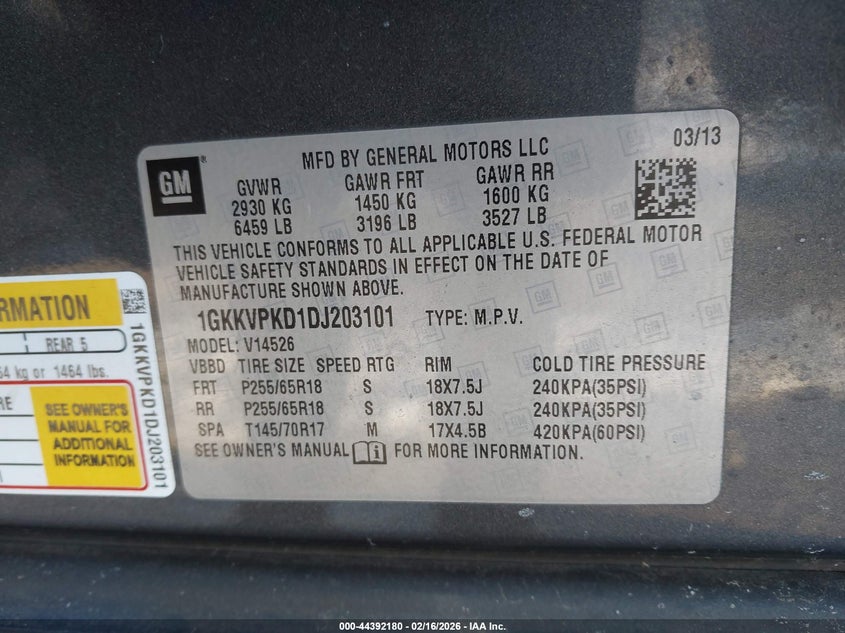 03/13
MFD BY GENERAL MOTORS LLC
GM
GVWR GAWR FRT GAWR RR
2930 KG 1450 KG 1600 KG
6459 LB 3196 LB 3527 LB
THIS VEHICLE CONFORMS TO ALL APPLICABLE U.S. FEDERAL MOTOR
VEHICLE SAFETY STANDARDS IN EFFECT ON THE DATE OF
MANUFACTURE SHOWN ABOVE.
1GKKVPKD1DJ203101 TYPE: M.P.V.
MODEL: V14526
VBBD TIRE SIZE SPEED RTG RIM COLD TIRE PRESSURE
FRT P255/65R18 S 18X7.5J 240KPA(35PSI)
RR P255/65R18 S 18X7.5J 240KPA(35PSI)
SPA T145/70R17 M 17X4.5B 420KPA(60PSI)
SEE OWNER'S MANUAL FOR MORE INFORMATION.
REAR 5
kg or 1464 lbs.
SEE OWNER'S
MANUAL FOR
ADDITIONAL
INFORMATION
1GKKVPKD1DJ203101
000-44392180 - 02/16/2026 - IAA Inc.